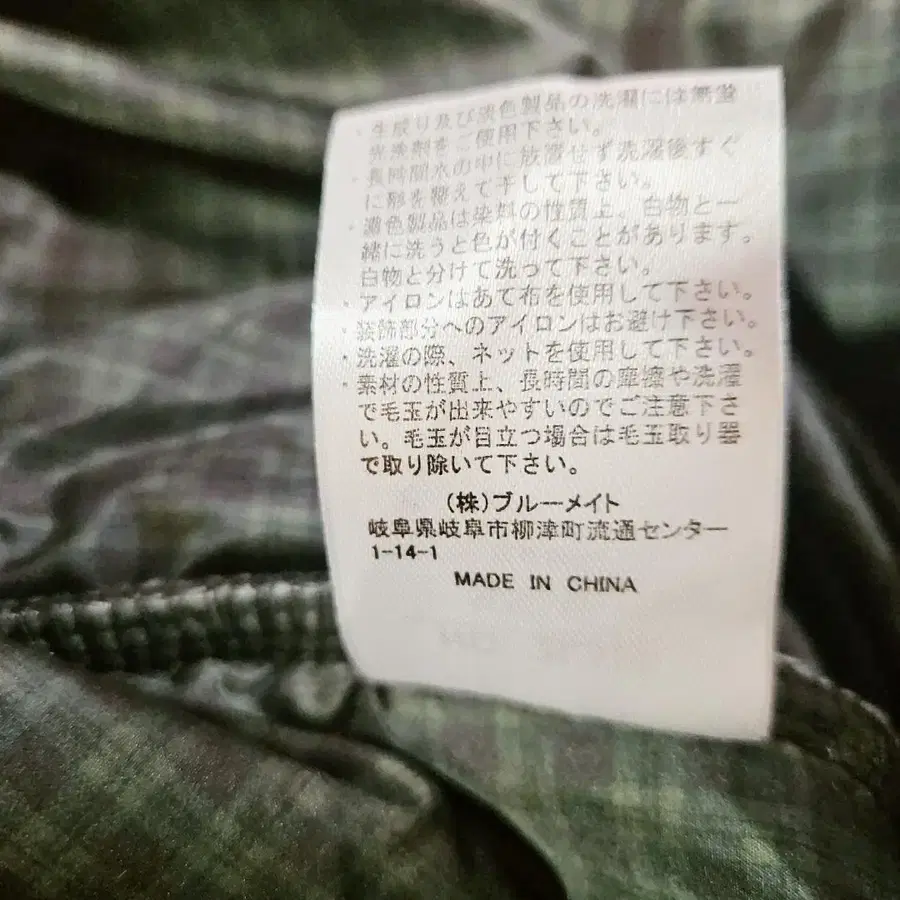 ・生成り及び淡色製品の洗濯には無蛍
光洗剤をご使用下さい。
・長時間水の中に放置せず洗濯後すぐ
に形を整えて干して下さい。
・濃色製品は染料の性質上、白物と一
緒に洗うと色が付くことがあります。
白物と分けて洗って下さい。
・アイロンはあて布を使用して下さい。
・装飾部分へのアイロンはお避け下さい。
・洗濯の際、ネットを使用して下さい。
・素材の性質上、長時間の摩擦や洗濯
で毛玉が出来やすいのでご注意下さ
い。毛玉が目立つ場合は毛玉取り器
で取り除いて下さい。
(株)ブルーメイト
岐阜県岐阜市柳津町流通センター
1-14-1
MADE IN CHINA